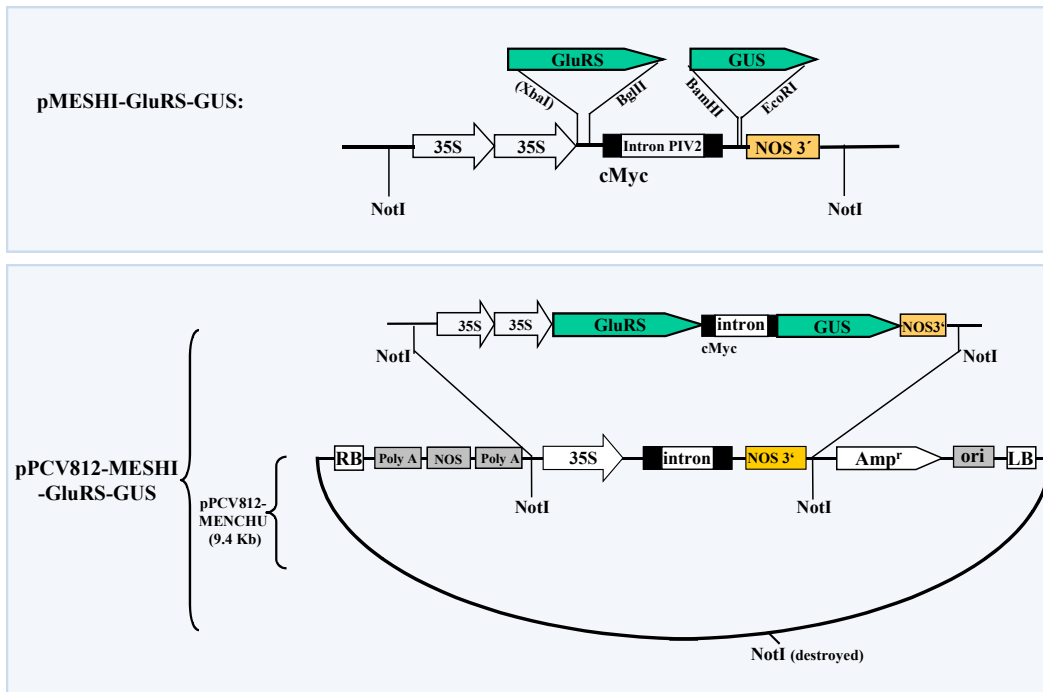 GluRS
GUS
(XbaI)
BglII
BamHI
EcoRI
pMESHI-GluRS-GUS:
35S
35S
Intron PIV2
NOS 3´
cMyc
NotI
NotI
35S
35S
GluRS
intron
GUS
NOS3‘
cMyc
NotI
NotI
pPCV812-MESHI
-GluRS-GUS
RB
Poly A
NOS
Poly A
35S
intron
NOS 3‘
Ampʳ
ori
LB
pPCV812-
MENCHU
(9.4 Kb)
NotI
NotI
NotI (destroyed)